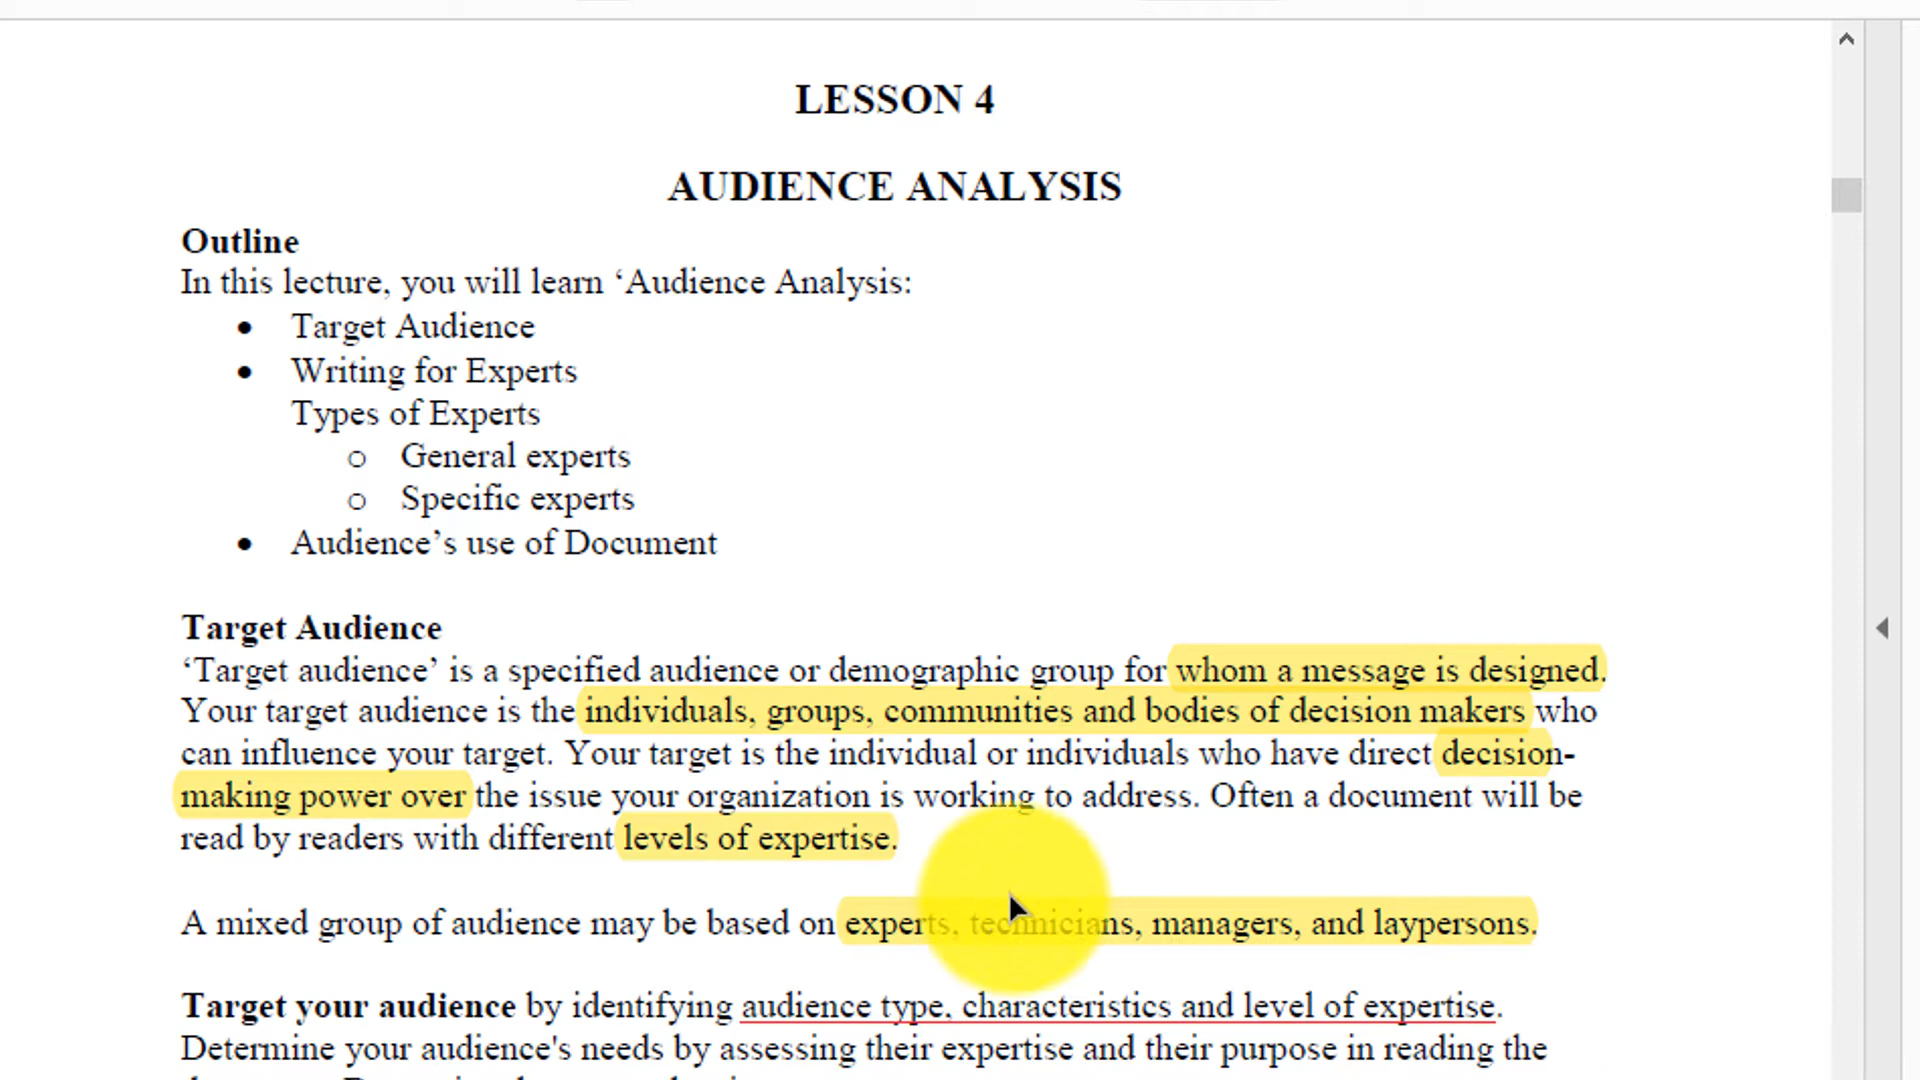 LESSON 4
AUDIENCE ANALYSIS
Outline
In this lecture, you will learn ‘Audience Analysis:
• Target Audience
• Writing for Experts
Types of Experts
o General experts
o Specific experts
• Audience’s use of Document
Target Audience
‘Target audience’ is a specified audience or demographic group for whom a message is designed.
Your target audience is the individuals, groups, communities and bodies of decision makers who
can influence your target. Your target is the individual or individuals who have direct decision-
making power over the issue your organization is working to address. Often a document will be
read by readers with different levels of expertise.
A mixed group of audience may be based on experts, technicians, managers, and laypersons.
Target your audience by identifying audience type, characteristics and level of expertise.
Determine your audience's needs by assessing their expertise and their purpose in reading the